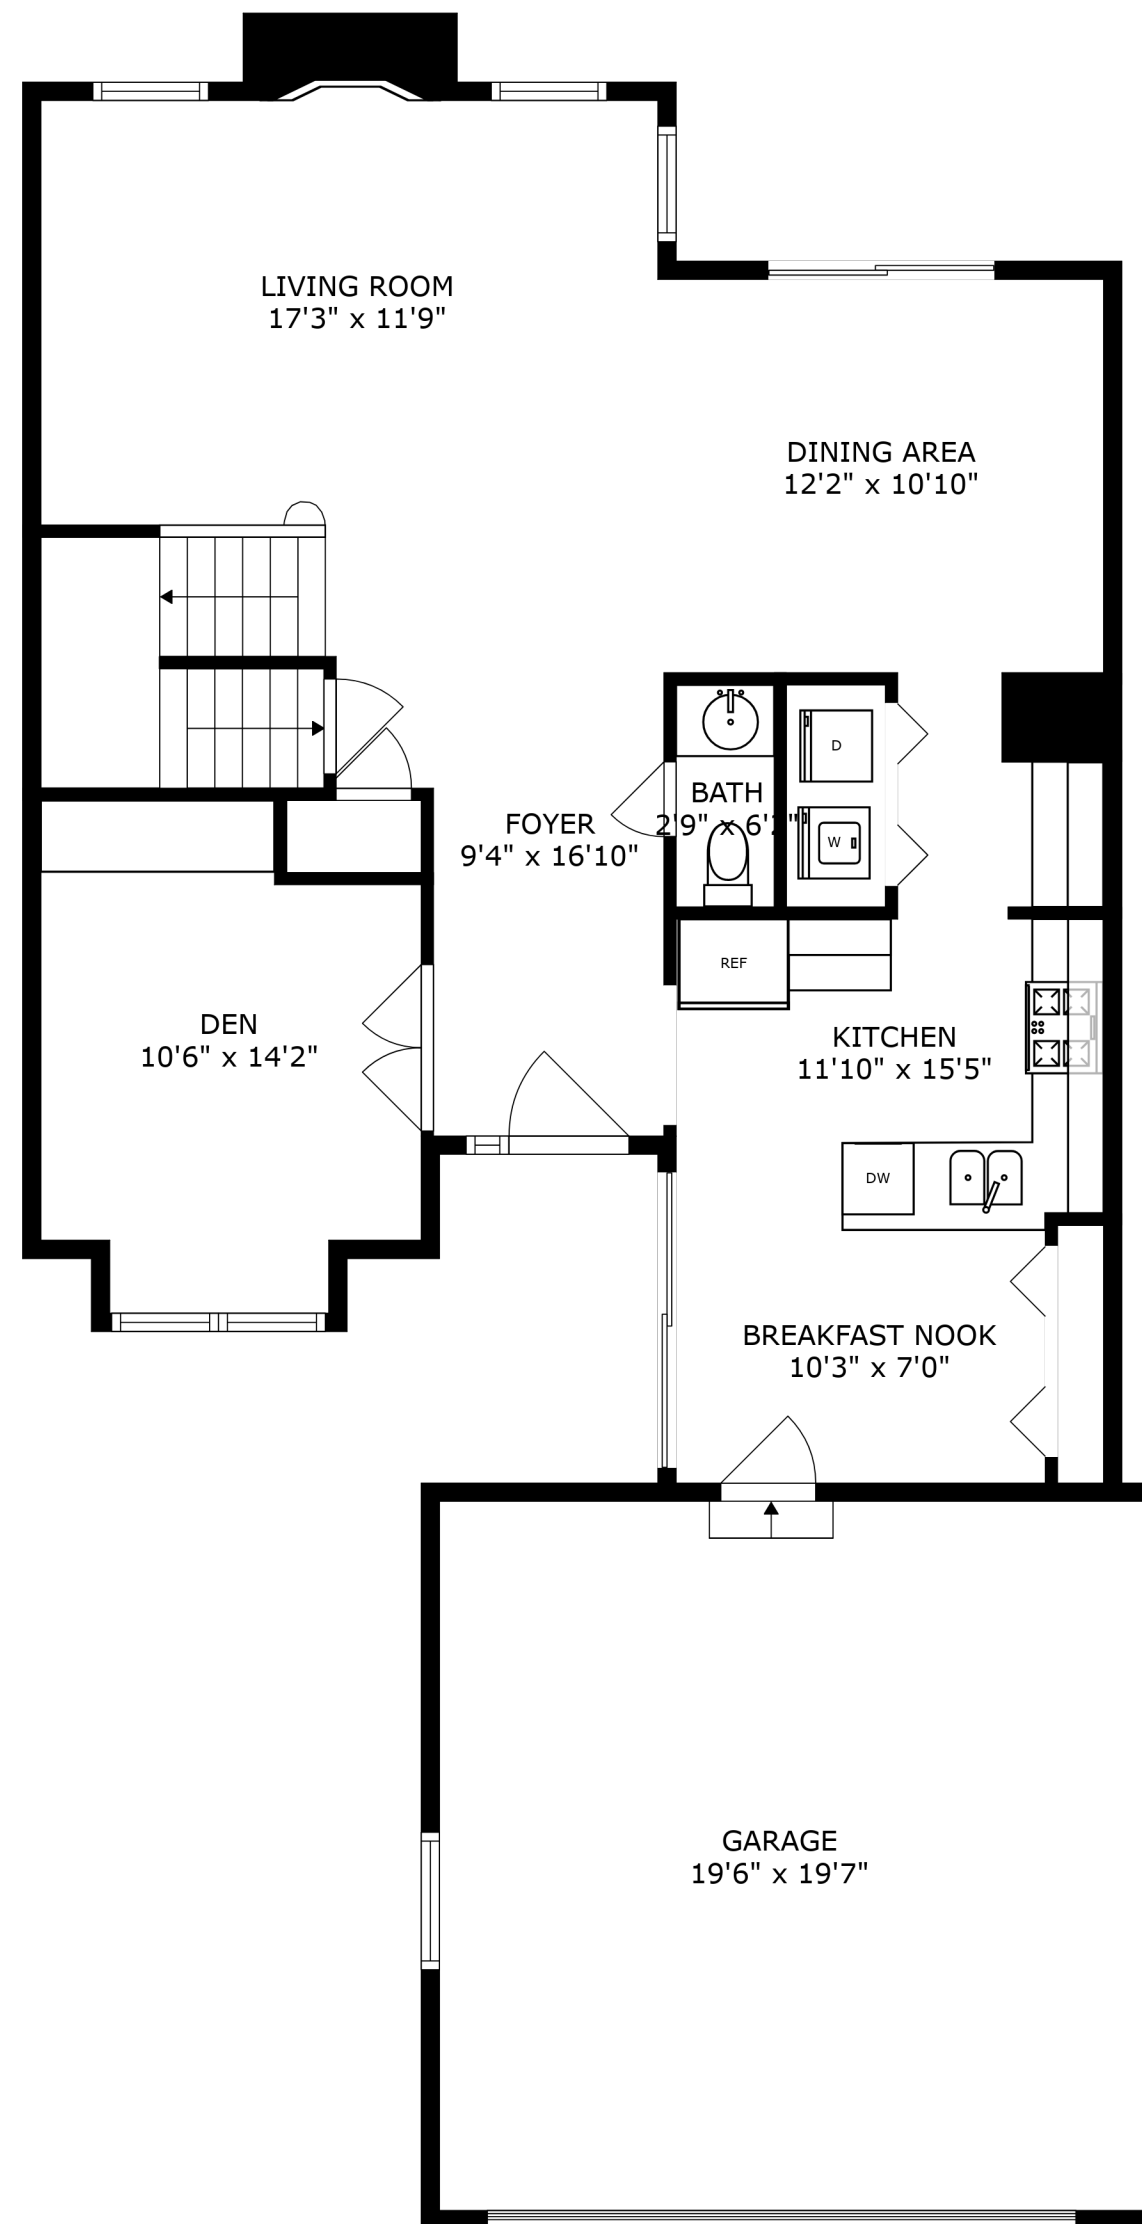 LIVING ROOM
17'3" x 11'9"
DINING AREA
12'2" x 10'10"
D
BATH
2'9" x 6'2"
W
FOYER
9'4" x 16'10"
REF
DEN
10'6" x 14'2"
KITCHEN
11'10" x 15'5"
DW
BREAKFAST NOOK
10'3" x 7'0"
GARAGE
19'6" x 19'7"